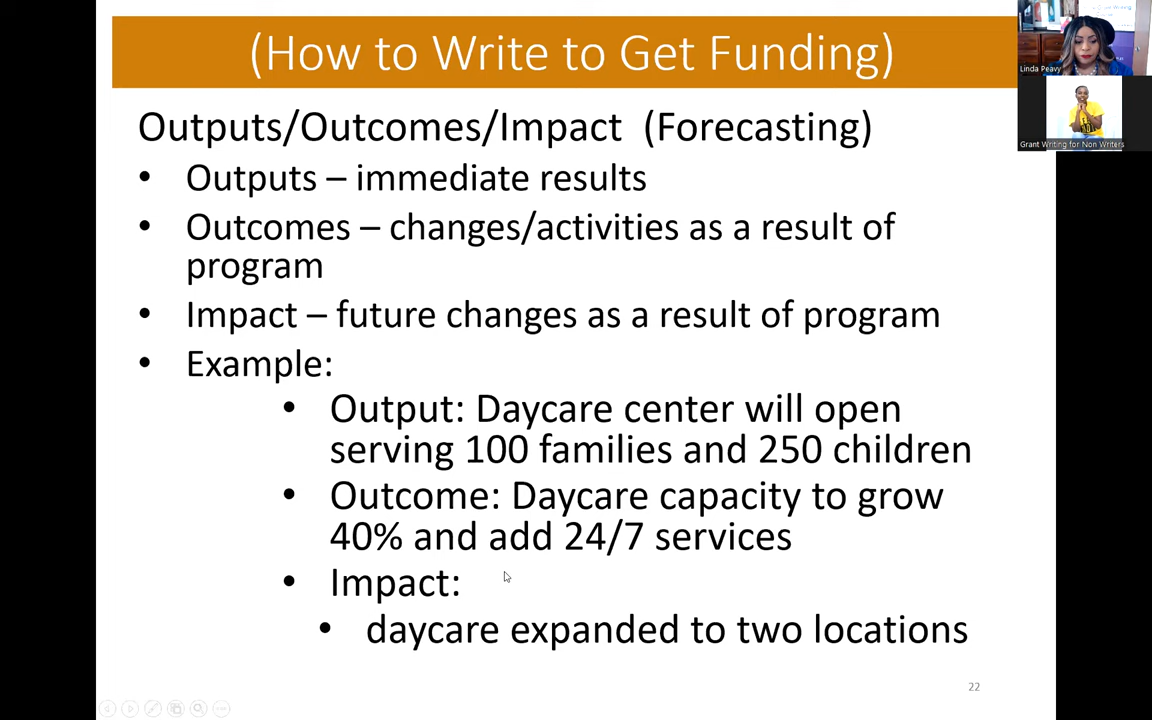 (How to Write to Get Funding)
Linda Peavy
Grant Writing for Non Writers
Outputs/Outcomes/Impact (Forecasting)
• Outputs – immediate results
• Outcomes – changes/activities as a result of
program
• Impact – future changes as a result of program
• Example:
• Output: Daycare center will open
serving 100 families and 250 children
• Outcome: Daycare capacity to grow
40% and add 24/7 services
• Impact:
• daycare expanded to two locations
22